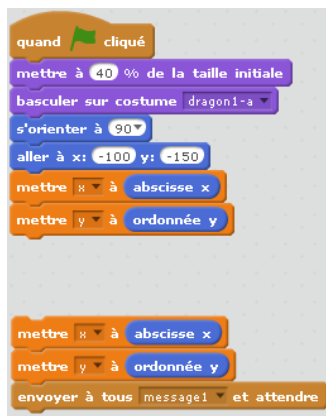 quand cliqué
mettre à 40 % de la taille initiale
basculer sur costume dragon1-a
s'orienter à 90
aller à x: -100 y: -150
mettre x à abscisse x
mettre y à ordonnée y
mettre x à abscisse x
mettre y à ordonnée y
envoyer à tous message1 et attendre